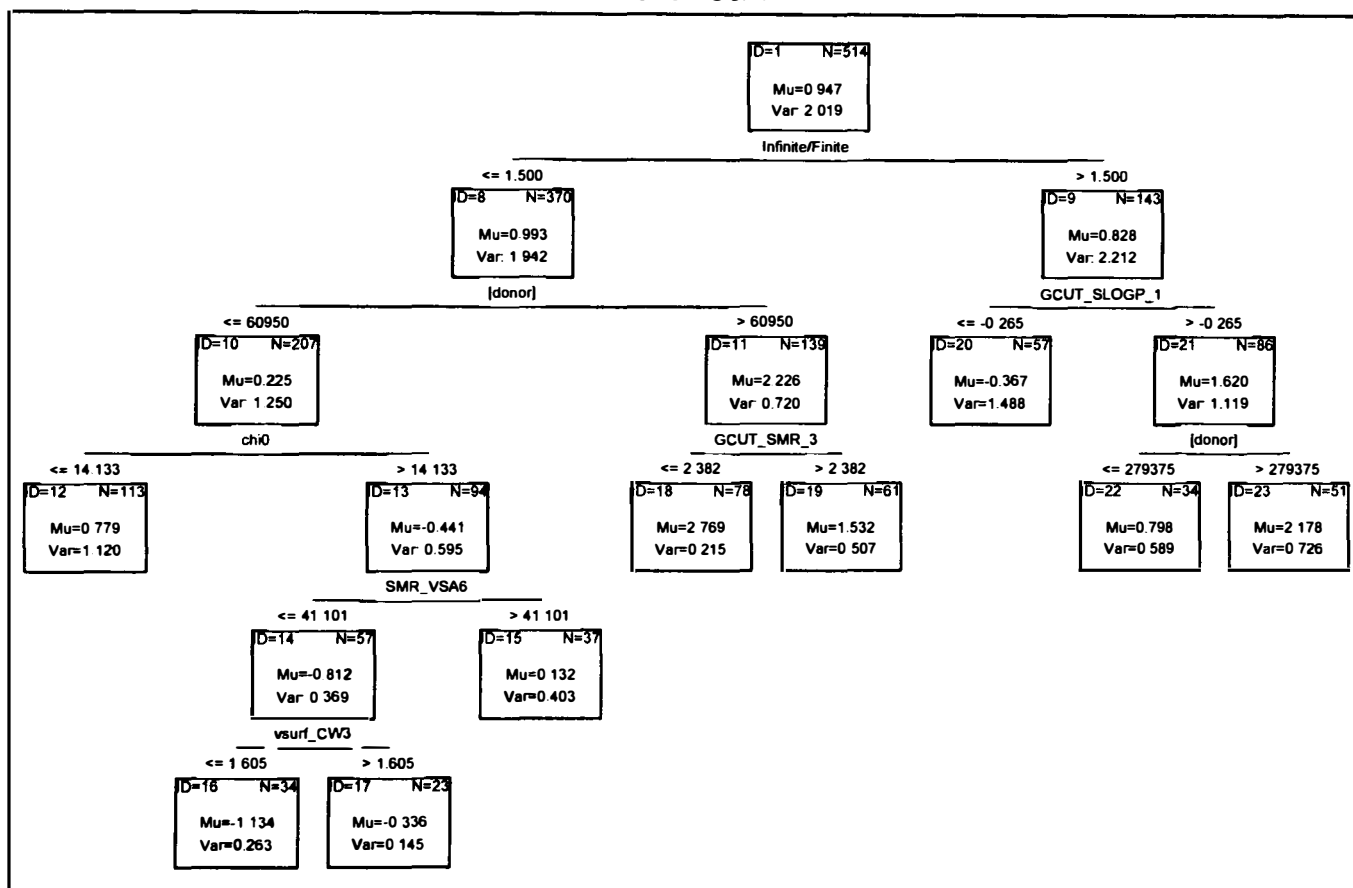 ID=1 N=514
Mu=0 947
Var 2 019
Infinite/Finite
<= 1.500 > 1.500
ID=8 N=370 ID=9 N=143
Mu=0.993 Mu=0.828
Var: 1 942 Var: 2.212
[donor] GCUT_SLOGP_1
<= 60950 > 60950 <= -0 265 > -0 265
ID=10 N=207 ID=11 N=139 ID=20 N=57 ID=21 N=86
Mu=0.225 Mu=2 226 Mu=-0.367 Mu=1.620
Var 1.250 Var 0.720 Var=1.488 Var 1.119
chi0 GCUT_SMR_3 [donor]
<= 14.133 > 14 133 <= 2 382 > 2 382 <= 279375 > 279375
ID=12 N=113 ID=13 N=94 ID=18 N=78 ID=19 N=61 ID=22 N=34 ID=23 N=51
Mu=0 779 Mu=-0.441 Mu=2 769 Mu=1.532 Mu=0.798 Mu=2 178
Var=1.120 Var 0.595 Var=0 215 Var=0 507 Var=0 589 Var=0 726
SMR_VSA6
<= 41 101 > 41 101
ID=14 N=57 ID=15 N=37
Mu=-0.812 Mu=0 132
Var 0 369 Var=0.403
vsurf_CW3
<= 1 605 > 1.605
ID=16 N=34 ID=17 N=23
Mu=-1 134 Mu=-0 336
Var=0.263 Var=0 145